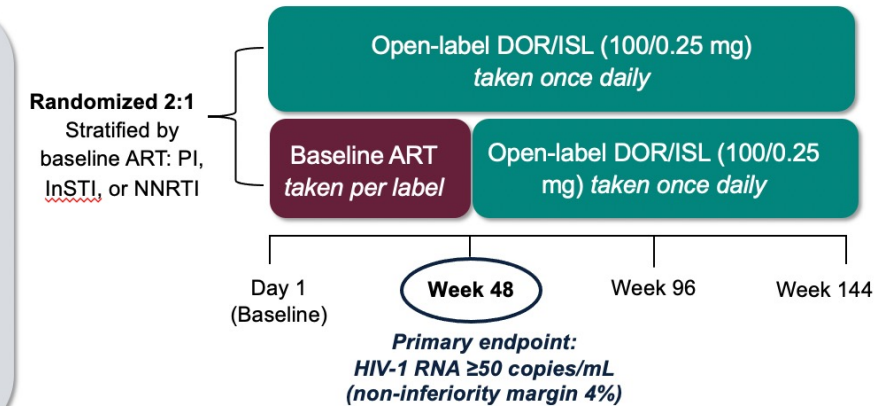 Open-label DOR/ISL (100/0.25 mg)
taken once daily
Randomized 2:1
Stratified by
baseline ART: PI,
InSTI, or NNRTI
Baseline ART
taken per label
Open-label DOR/ISL (100/0.25
mg) taken once daily
Day 1
(Baseline)
Week 48
Week 96
Week 144
Primary endpoint:
HIV-1 RNA ≥50 copies/mL
(non-inferiority margin 4%)